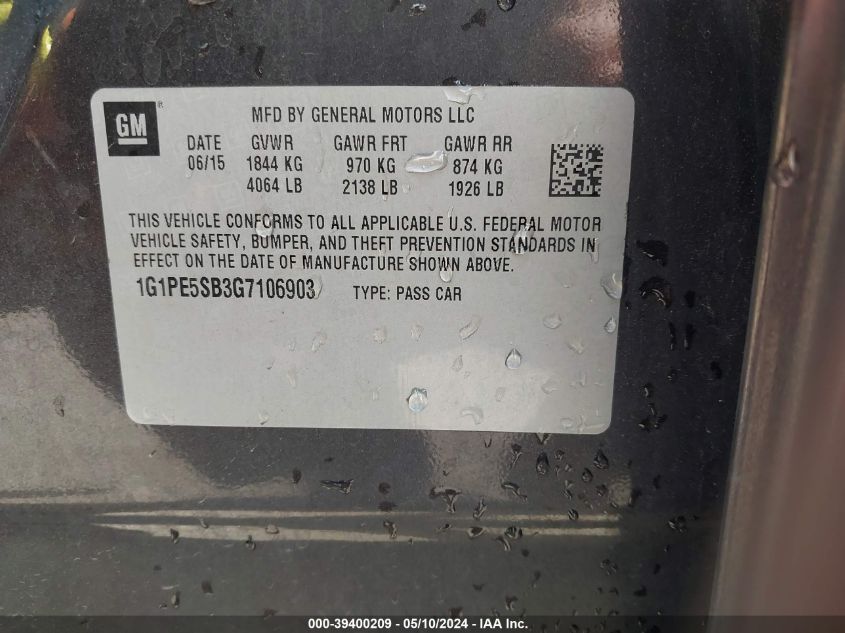 GM ®
MFD BY GENERAL MOTORS LLC
DATE GVWR GAWR FRT GAWR RR
06/15 1844 KG 970 KG 874 KG
4064 LB 2138 LB 1926 LB
THIS VEHICLE CONFORMS TO ALL APPLICABLE U.S. FEDERAL MOTOR
VEHICLE SAFETY, BUMPER, AND THEFT PREVENTION STANDARDS IN
EFFECT ON THE DATE OF MANUFACTURE SHOWN ABOVE.
1G1PE5SB3G7106903 TYPE: PASS CAR
000-39400209 - 05/10/2024 - IAA Inc.